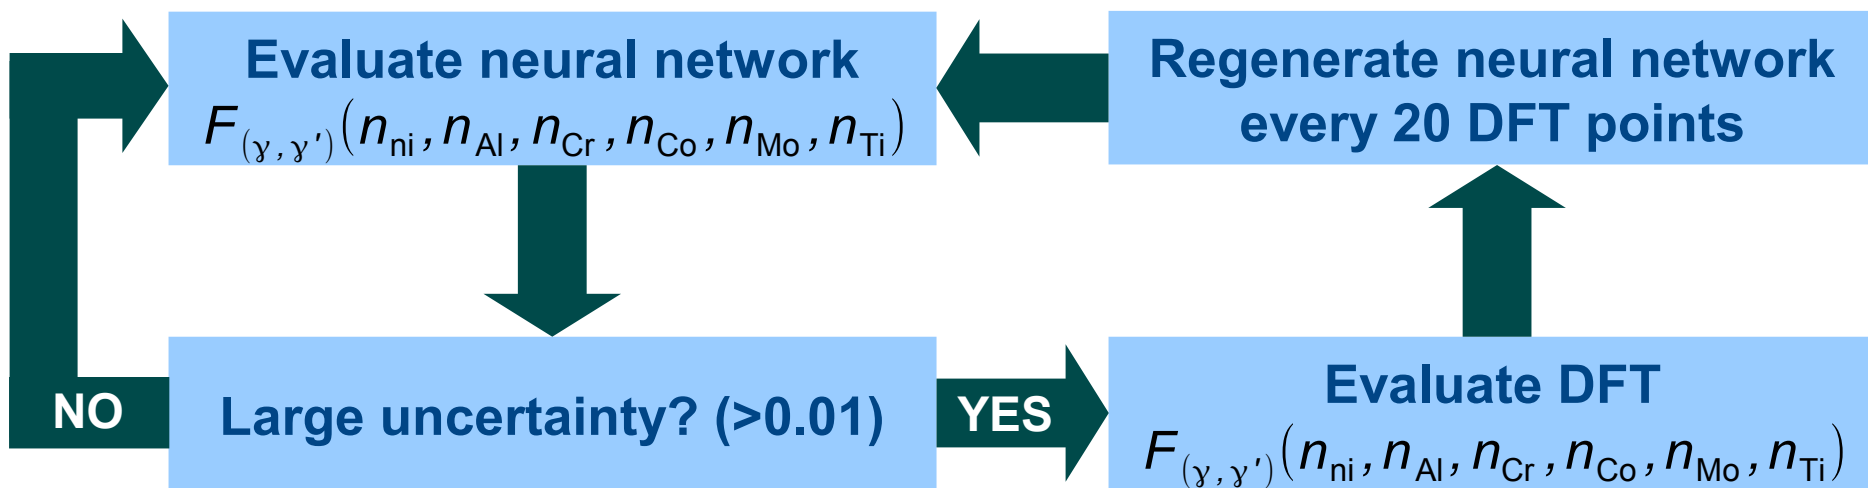 Evaluate neural network
F(γ,γ')(nni,nAl,nCr,nCo,nMo,nTi)
Regenerate neural network
every 20 DFT points
NO
Large uncertainty? (>0.01)
YES
Evaluate DFT
F(γ,γ')(nni,nAl,nCr,nCo,nMo,nTi)